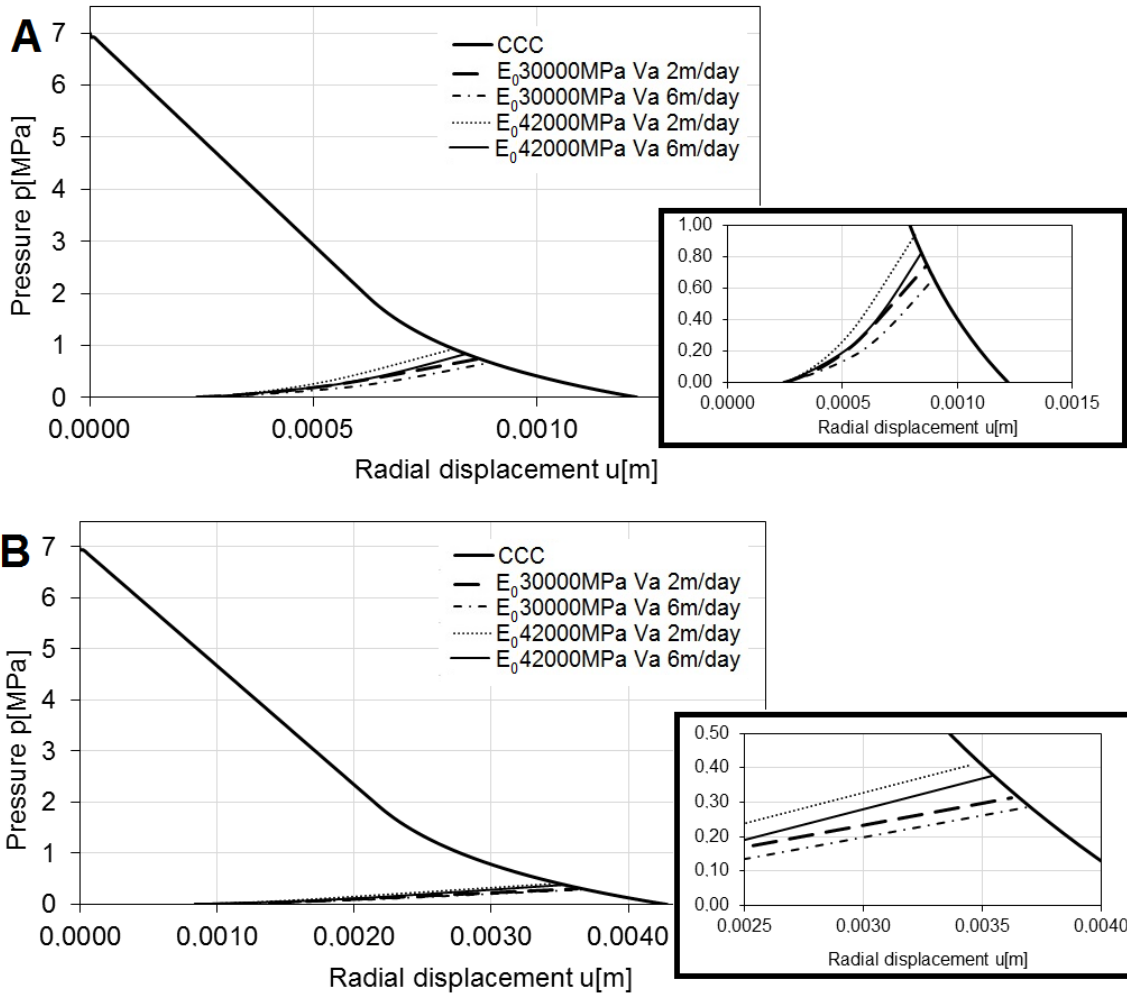 A
7
6
5
4
3
2
1
0
Pressure p[MPa]
CCC
E₀30000MPa Va 2m/day
E₀30000MPa Va 6m/day
E₀42000MPa Va 2m/day
E₀42000MPa Va 6m/day
0.0000 0.0005 0.0010
Radial displacement u[m]
1,00
0.80
0.60
0.40
0.20
0.00
0.0000 0.0005 0.0010 0.0015
Radial displacement u[m]
B
7
6
5
4
3
2
1
0
Pressure p[MPa]
CCC
E₀30000MPa Va 2m/day
E₀30000MPa Va 6m/day
E₀42000MPa Va 2m/day
E₀42000MPa Va 6m/day
0.0000 0.0010 0.0020 0.0030 0.0040
Radial displacement u[m]
0.50
0.40
0.30
0.20
0.10
0,00
0.0025 0.0030 0.0035 0.0040
Radial displacement u[m]